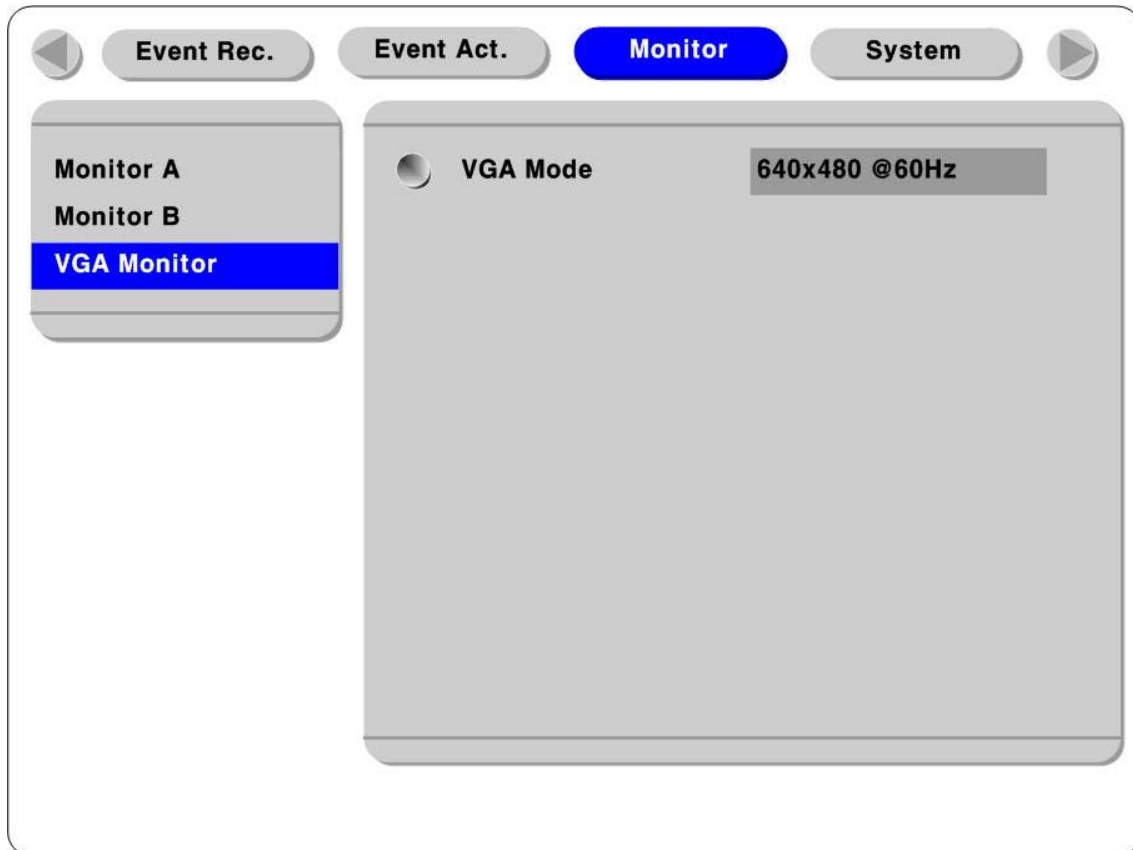 Event Rec. Event Act. Monitor System
Monitor A
Monitor B
VGA Monitor
VGA Mode 640x480 @60Hz